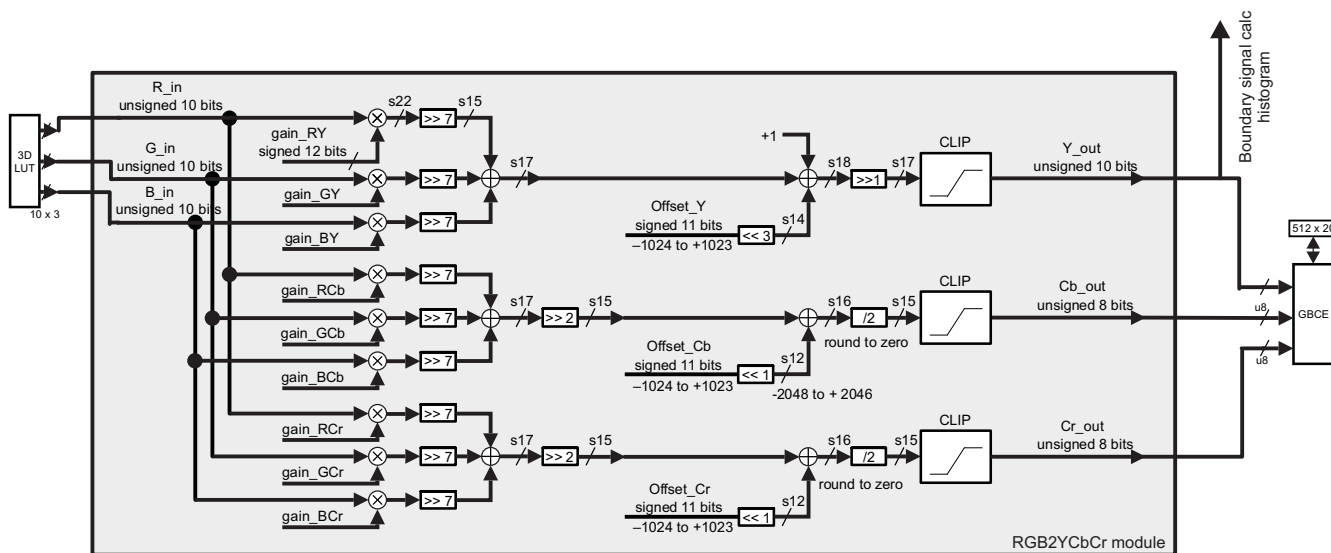 Boundary signal calc
histogram
R_in
unsigned 10 bits
s22
>> 7
s15
gain_RY
signed 12 bits
3D
LUT
G_in
unsigned 10 bits
>> 7
s17
gain_GY
B_in
unsigned 10 bits
10 x 3
>> 7
gain_BY
+1
s18
>>1
s17
CLIP
Y_out
unsigned 10 bits
Offset_Y
signed 11 bits
–1024 to +1023
<< 3
s14
512 x 20
gain_RCb
>> 7
gain_GCb
>> 7
s17
>> 2
s15
gain_BCb
>> 7
s16
/2
s15
round to zero
CLIP
Cb_out
unsigned 8 bits
u8
u8
GBCE
Offset_Cb
signed 11 bits
–1024 to +1023
<< 1
s12
-2048 to + 2046
gain_RCr
>> 7
gain_GCr
>> 7
s17
>> 2
s15
gain_BCr
>> 7
s16
/2
s15
round to zero
CLIP
Cr_out
unsigned 8 bits
Offset_Cr
signed 11 bits
–1024 to +1023
<< 1
s12
RGB2YCbCr module